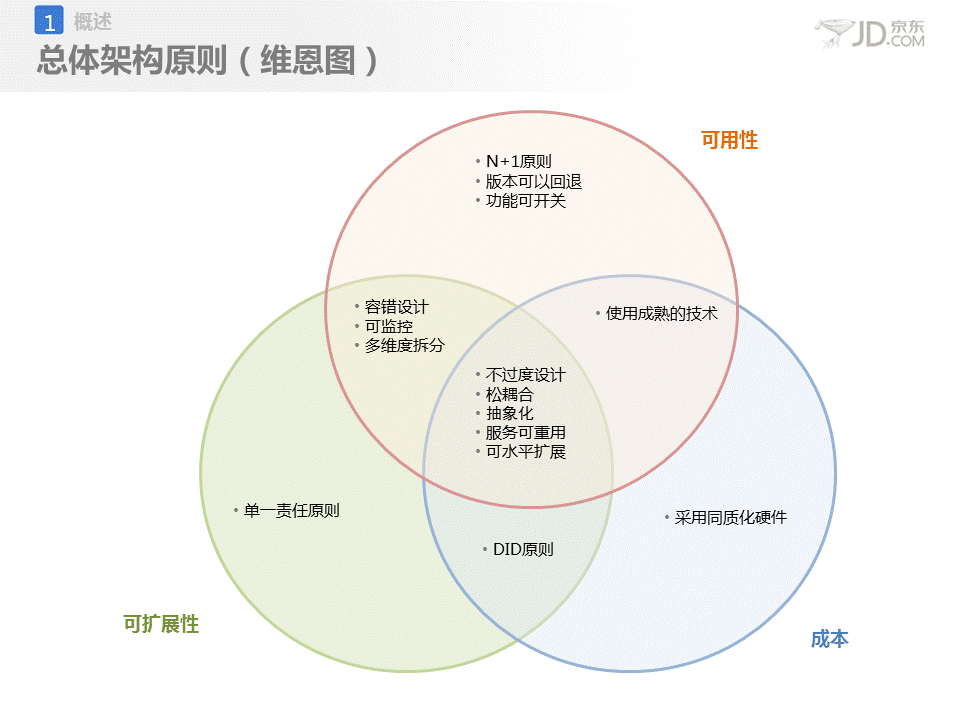 1 概述
总体架构原则（维恩图）
JD京东.COM
可用性
• N+1原则
• 版本可以回退
• 功能可开关
• 容错设计
• 可监控
• 多维度拆分
• 使用成熟的技术
• 不过度设计
• 松耦合
• 抽象化
• 服务可重用
• 可水平扩展
• 单一责任原则
• 采用同质化硬件
• DID原则
可扩展性
成本